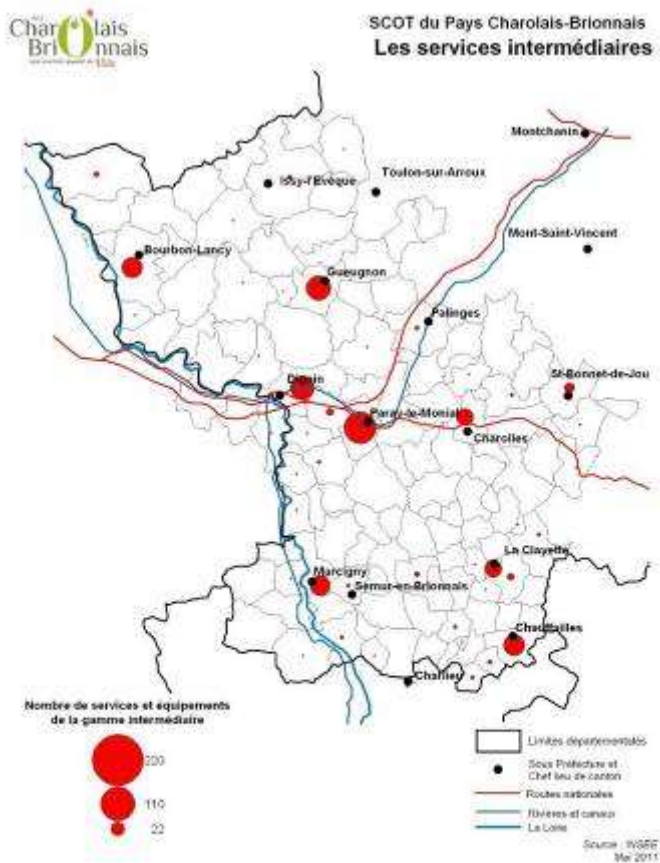 Charolais
Brionnais
SCOT du Pays Charolais-Brionnais
Les services intermédiaires
Montchanin
Toulon-sur-Arroux
Issy-l'Evêque
Mont-Saint-Vincent
Bourbon-Lancy
Gueugnon
Palinges
St-Bonnet-de-Jou
Digoin
Paray-le-Monial
Charolles
La Clayette
Marcigny
Semur-en-Brionnais
Chauffailles
Charlieu
Nombre de services et équipements
de la gamme intermédiaire
220
110
22
Limites départementales
Sous Préfecture et
Chef lieu de canton
Routes nationales
Rivières et canaux
La Loire
Source : INSEE
Mai 2011